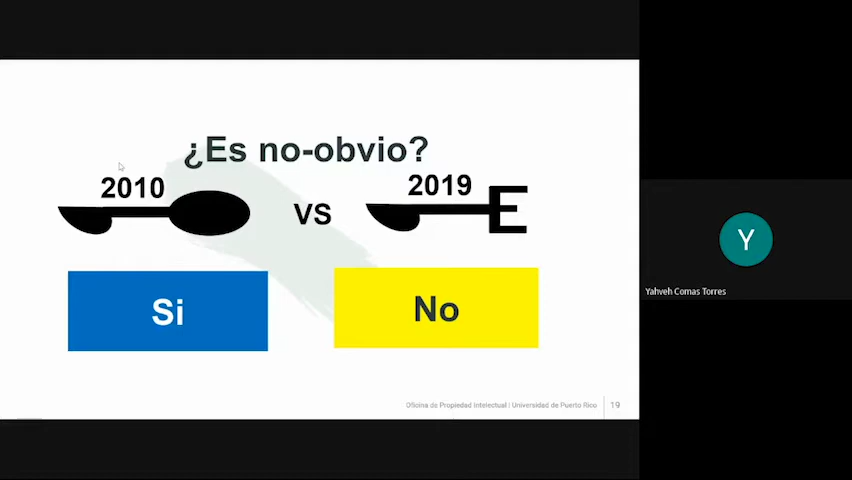 ¿Es no-obvio?
2010
VS
2019
E
Si
No
Oficina de Propiedad Intelectual | Universidad de Puerto Rico
19
Y
Yahveh Comas Torres